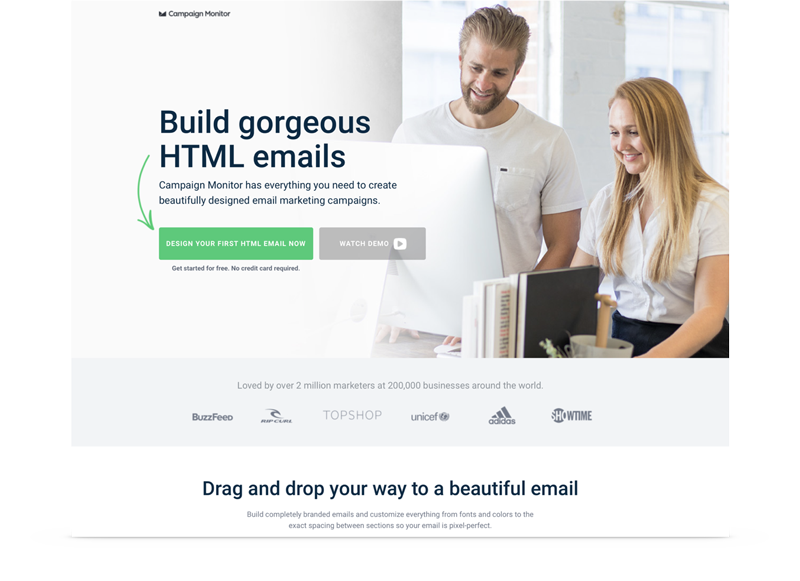 Campaign Monitor
Build gorgeous
HTML emails
Campaign Monitor has everything you need to create
beautifully designed email marketing campaigns.
DESIGN YOUR FIRST HTML EMAIL NOW
WATCH DEMO
Get started for free. No credit card required.
Loved by over 2 million marketers at 200,000 businesses around the world.
BuzzFeed RIP CURL TOPSHOP unicef adidas SHOWTIME
Drag and drop your way to a beautiful email
Build completely branded emails and customize everything from fonts and colors to the
exact spacing between sections so your email is pixel-perfect.